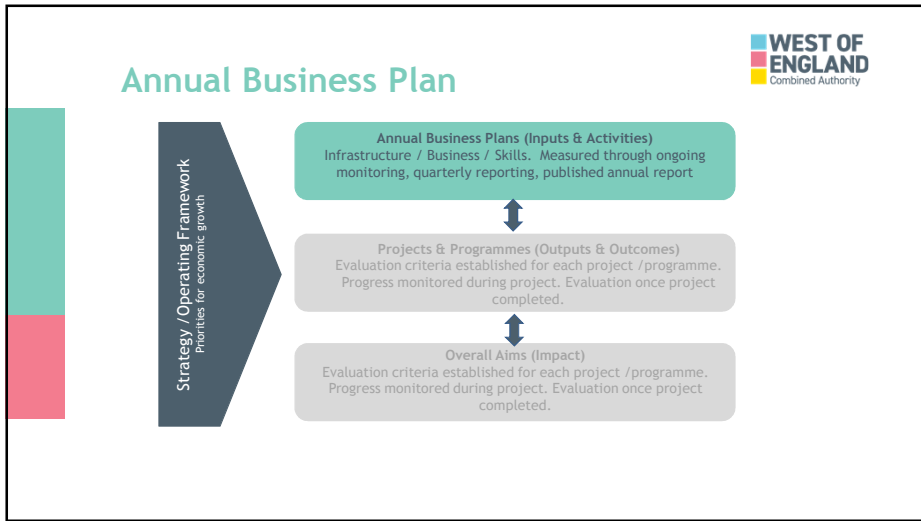 WEST OF
ENGLAND
Combined Authority
Annual Business Plan
Strategy / Operating Framework
Priorities for economic growth
Annual Business Plans (Inputs & Activities)
Infrastructure / Business / Skills.  Measured through ongoing
monitoring, quarterly reporting, published annual report
Projects & Programmes (Outputs & Outcomes)
Evaluation criteria established for each project /programme.
Progress monitored during project. Evaluation once project
completed.
Overall Aims (Impact)
Evaluation criteria established for each project /programme.
Progress monitored during project. Evaluation once project
completed.